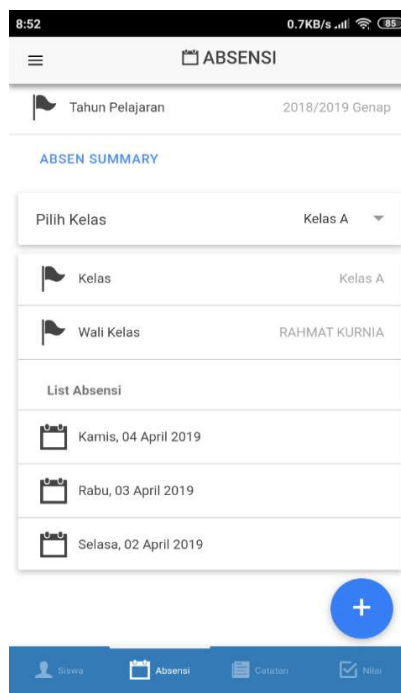 8:52 0.7KB/s 85
ABSENSI
Tahun Pelajaran 2018/2019 Genap
ABSEN SUMMARY
Pilih Kelas Kelas A
Kelas Kelas A
Wali Kelas RAHMAT KURNIA
List Absensi
Kamis, 04 April 2019
Rabu, 03 April 2019
Selasa, 02 April 2019
+
Siswa Absensi Catatan Nilai